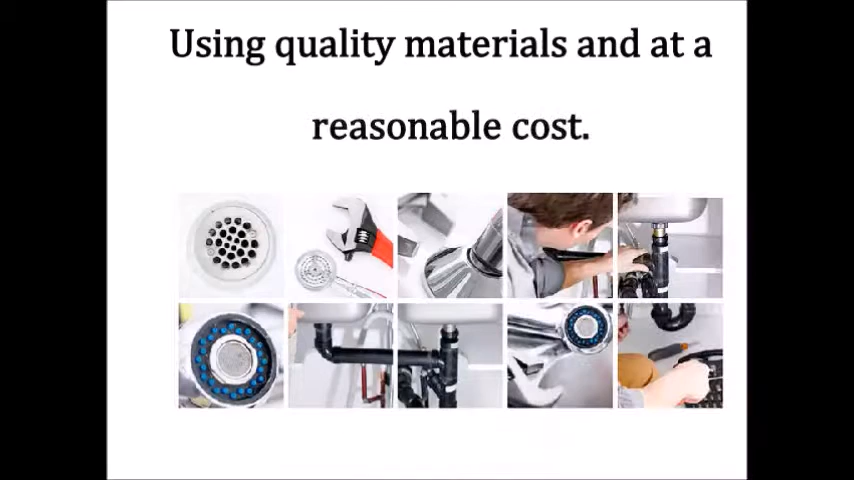 Using quality materials and at a
reasonable cost.